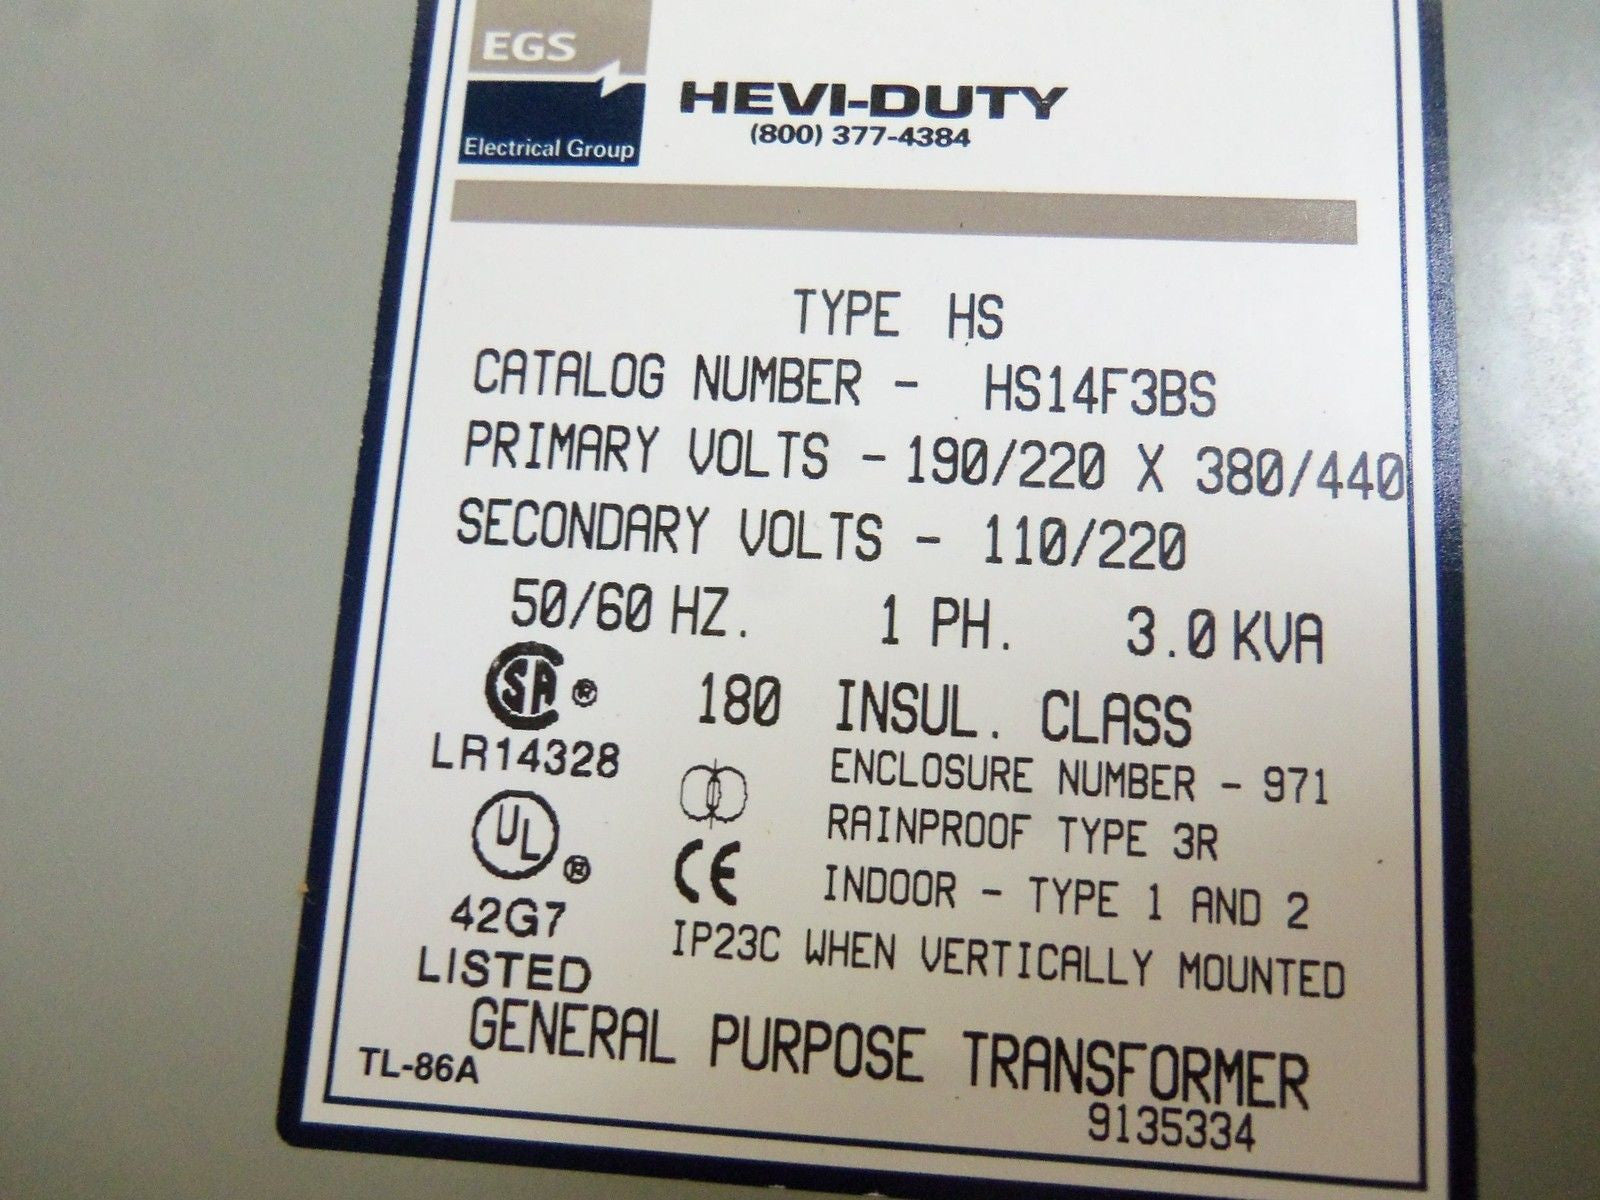 EGS
Electrical Group
HEVI-DUTY
(800) 377-4384
TYPE HS
CATALOG NUMBER - HS14F3BS
PRIMARY VOLTS - 190/220 X 380/440
SECONDARY VOLTS - 110/220
50/60 HZ. 1 PH. 3.0 KVA
SA ® 180 INSUL. CLASS
LR14328
ENCLOSURE NUMBER - 971
RAINPROOF TYPE 3R
UL ®
CE INDOOR - TYPE 1 AND 2
42G7
LISTED
IP23C WHEN VERTICALLY MOUNTED
GENERAL PURPOSE TRANSFORMER
TL-86A
9135334